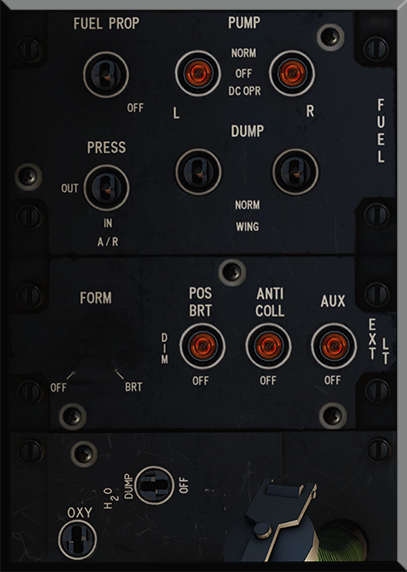 FUEL PROP
PUMP
NORM
OFF
DC OPR
OFF
L
R
FUEL
DUMP
PRESS
OUT
IN
A/R
NORM
WING
FORM
OFF
BRT
POS
BRT
ANTI
COLL
AUX
DIM
OFF
OFF
OFF
EXT
LT
H2O
DUMP
OFF
OXY